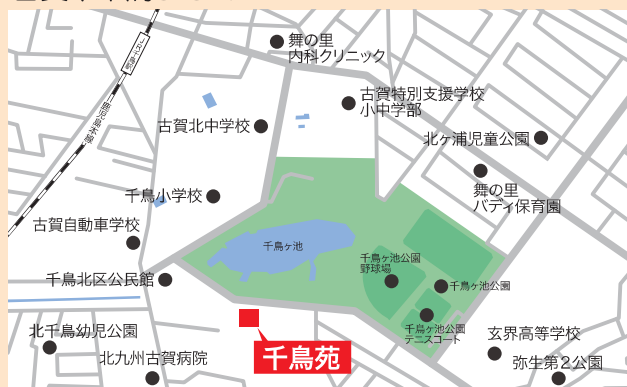 舞の里
内科クリニック
JR千鳥駅
古賀特別支援学校
小中学部
鹿児島本線
古賀北中学校
北ヶ浦児童公園
千鳥小学校
舞の里
バディ保育園
古賀自動車学校
千鳥ヶ池
千鳥ヶ池公園
野球場
千鳥北区公民館
千鳥ヶ池公園
千鳥ヶ池公園
テニスコート
北千鳥幼児公園
玄界高等学校
千鳥苑
北九州古賀病院
弥生第2公園